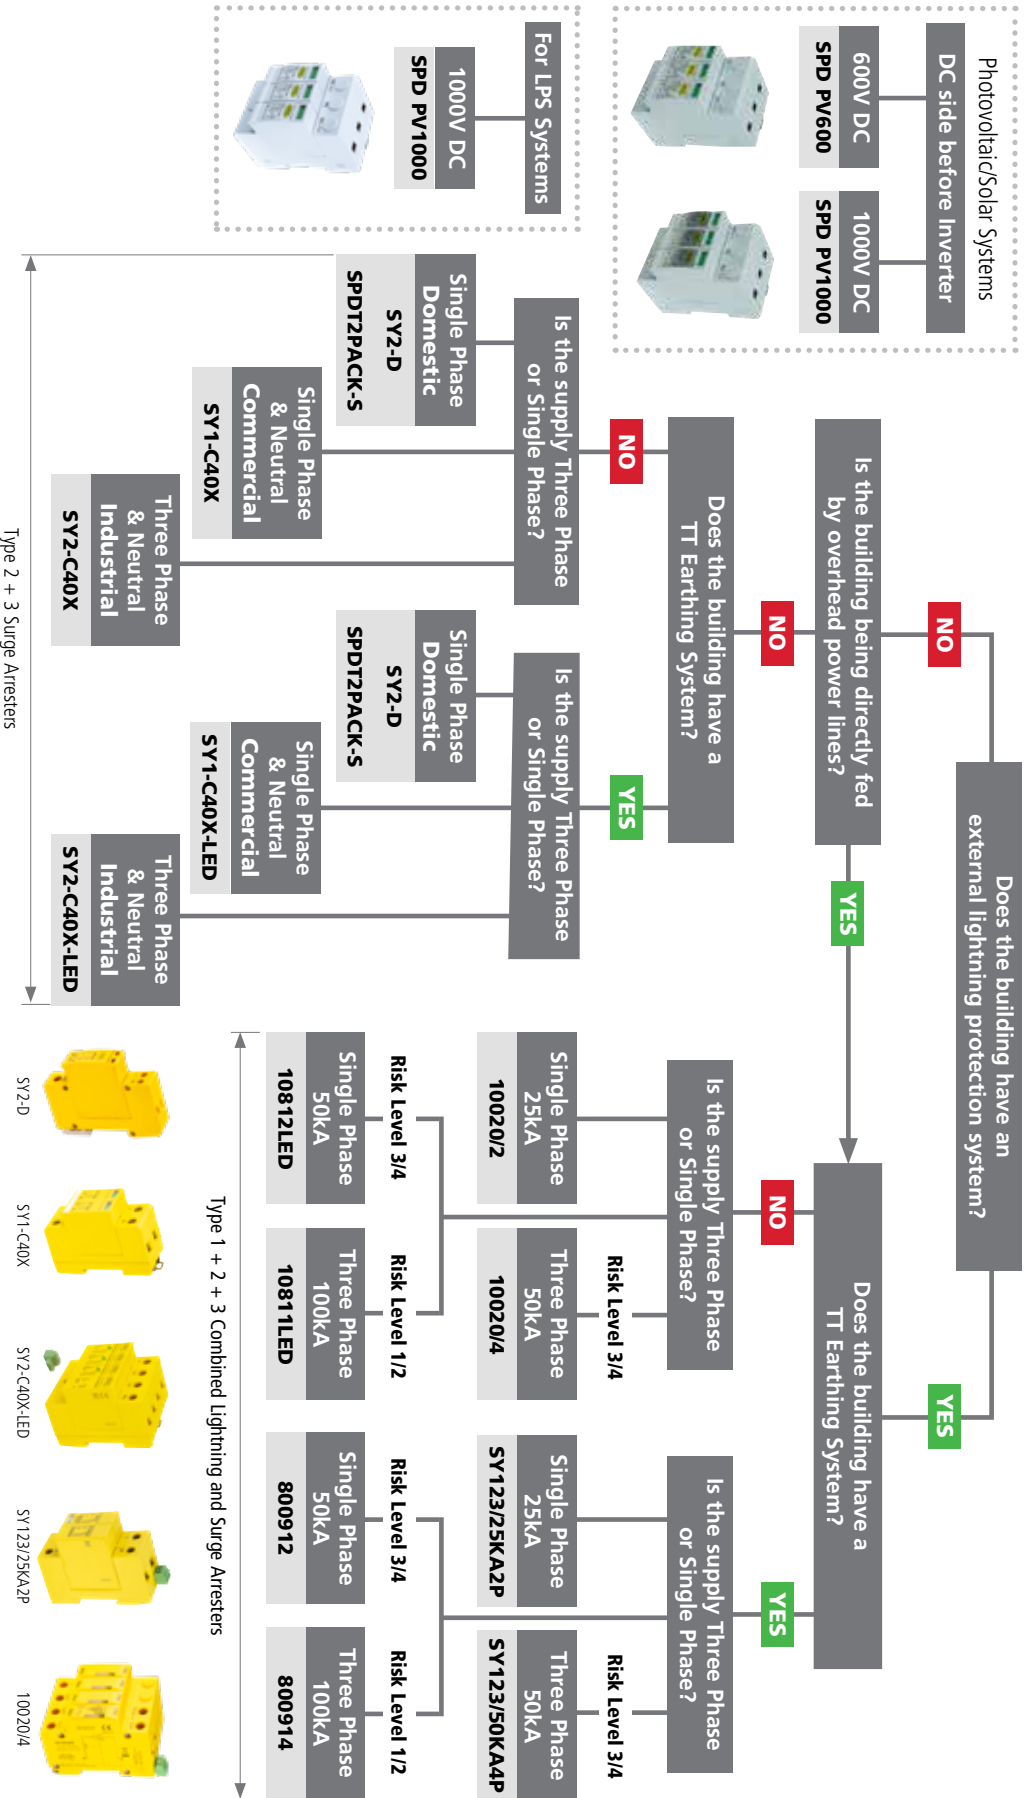 Photovoltaic/Solar Systems
DC side before Inverter
600V DC
SPD PV600
1000V DC
SPD PV1000
For LPS Systems
1000V DC
SPD PV1000
Does the building have an
external lightning protection system?
NO
YES
Is the building being directly fed
by overhead power lines?
NO
YES
Does the building have a
TT Earthing System?
NO
YES
Is the supply Three Phase
or Single Phase?
Single Phase
Domestic
SY2-D
SPDT2PACK-S
Single Phase
& Neutral
Commercial
SY1-C40X
Three Phase
& Neutral
Industrial
SY2-C40X
Is the supply Three Phase
or Single Phase?
Single Phase
Domestic
SY2-D
SPDT2PACK-S
Single Phase
& Neutral
Commercial
SY1-C40X-LED
Three Phase
& Neutral
Industrial
SY2-C40X-LED
Type 2 + 3 Surge Arresters
Does the building have a
TT Earthing System?
NO
YES
Is the supply Three Phase
or Single Phase?
Single Phase
25kA
10020/2
Risk Level 3/4
Three Phase
50kA
10020/4
Risk Level 3/4
Single Phase
50kA
10812LED
Risk Level 1/2
Three Phase
100kA
10811LED
Is the supply Three Phase
or Single Phase?
Single Phase
25kA
SY123/25KA2P
Risk Level 3/4
Three Phase
50kA
SY123/50KA4P
Risk Level 3/4
Single Phase
50kA
800912
Risk Level 1/2
Three Phase
100kA
800914
Type 1 + 2 + 3 Combined Lightning and Surge Arresters
SY2-D
SY1-C40X
SY2-C40X-LED
SY123/25KA2P
10020/4